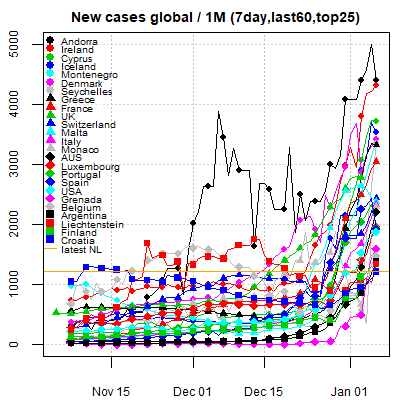 New cases global / 1M (7day,last60,top25)
5000
4000
3000
2000
1000
0
Andorra
Ireland
Cyprus
Iceland
Montenegro
Denmark
Seychelles
Greece
France
UK
Switzerland
Malta
Italy
Monaco
AUS
Luxembourg
Portugal
Spain
USA
Grenada
Belgium
Argentina
Liechtenstein
Finland
Croatia
latest NL
Nov 15
Dec 01
Dec 15
Jan 01